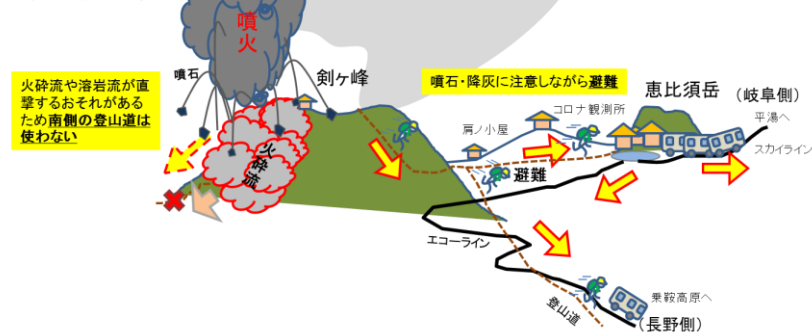 噴火
噴石
剣ヶ峰
火砕流や溶岩流が直
撃するおそれがある
ため南側の登山道は
使わない
火砕流
噴石・降灰に注意しながら避難
肩ノ小屋
コロナ観測所
恵比須岳
（岐阜側）
平湯へ
スカイライン
避難
エコーライン
登山道
乗鞍高原へ
（長野側）